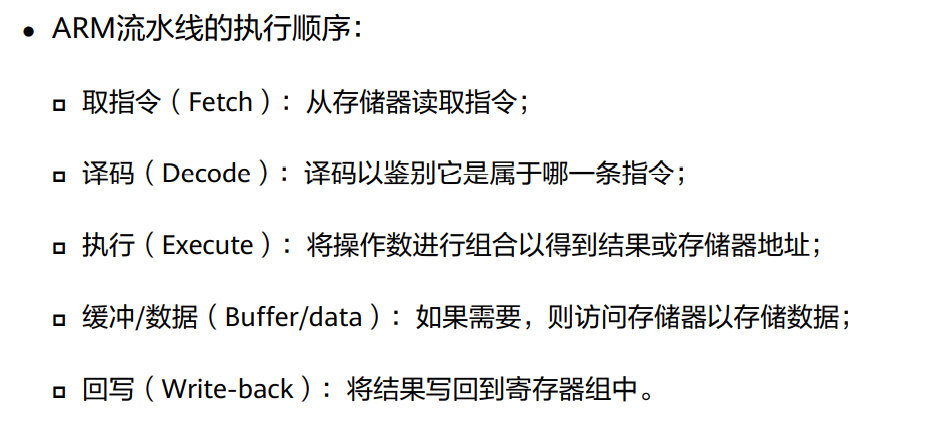 • ARM流水线的执行顺序：
▫ 取指令（Fetch）：从存储器读取指令；
▫ 译码（Decode）：译码以鉴别它是属于哪一条指令；
▫ 执行（Execute）：将操作数进行组合以得到结果或存储器地址；
▫ 缓冲/数据（Buffer/data）：如果需要，则访问存储器以存储数据；
▫ 回写（Write-back）：将结果写回到寄存器组中。